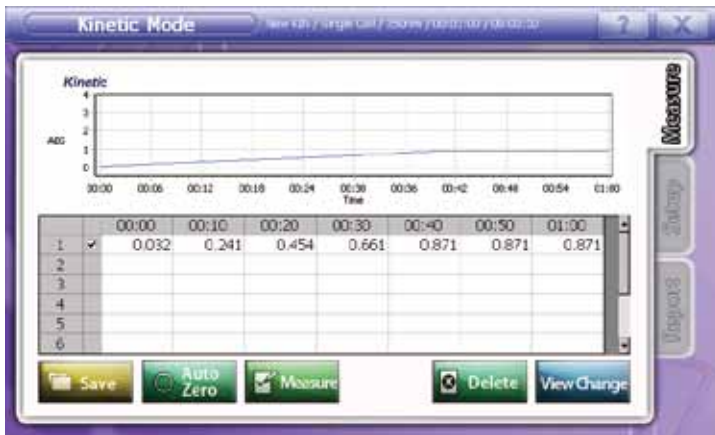 Kinetic Mode
? X
Kinetic
4
3
2
1
0
00:00 00:06 00:12 00:18 00:24 00:30 00:36 00:42 00:48 00:54 01:00
Time
00:00 00:10 00:20 00:30 00:40 00:50 01:00
1 0.032 0.241 0.454 0.661 0.871 0.871 0.871
2
3
4
5
6
Save Auto Zero Measure Delete View Change
Measure
Setup
Report